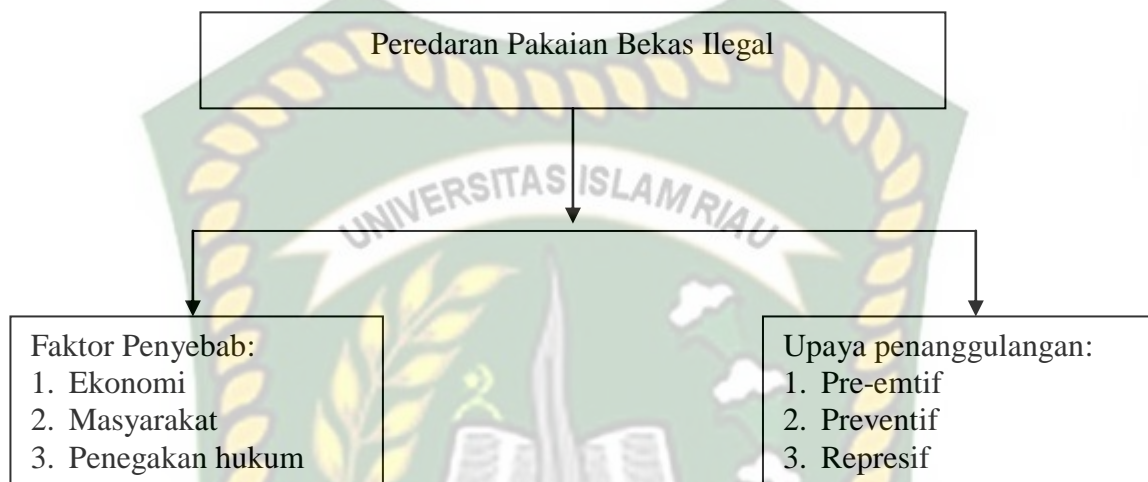 Peredaran Pakaian Bekas Ilegal
UNIVERSITAS ISLAM RIAU
Faktor Penyebab:
1. Ekonomi
2. Masyarakat
3. Penegakan hukum
Upaya penanggulangan:
1. Pre-emtif
2. Preventif
3. Represif